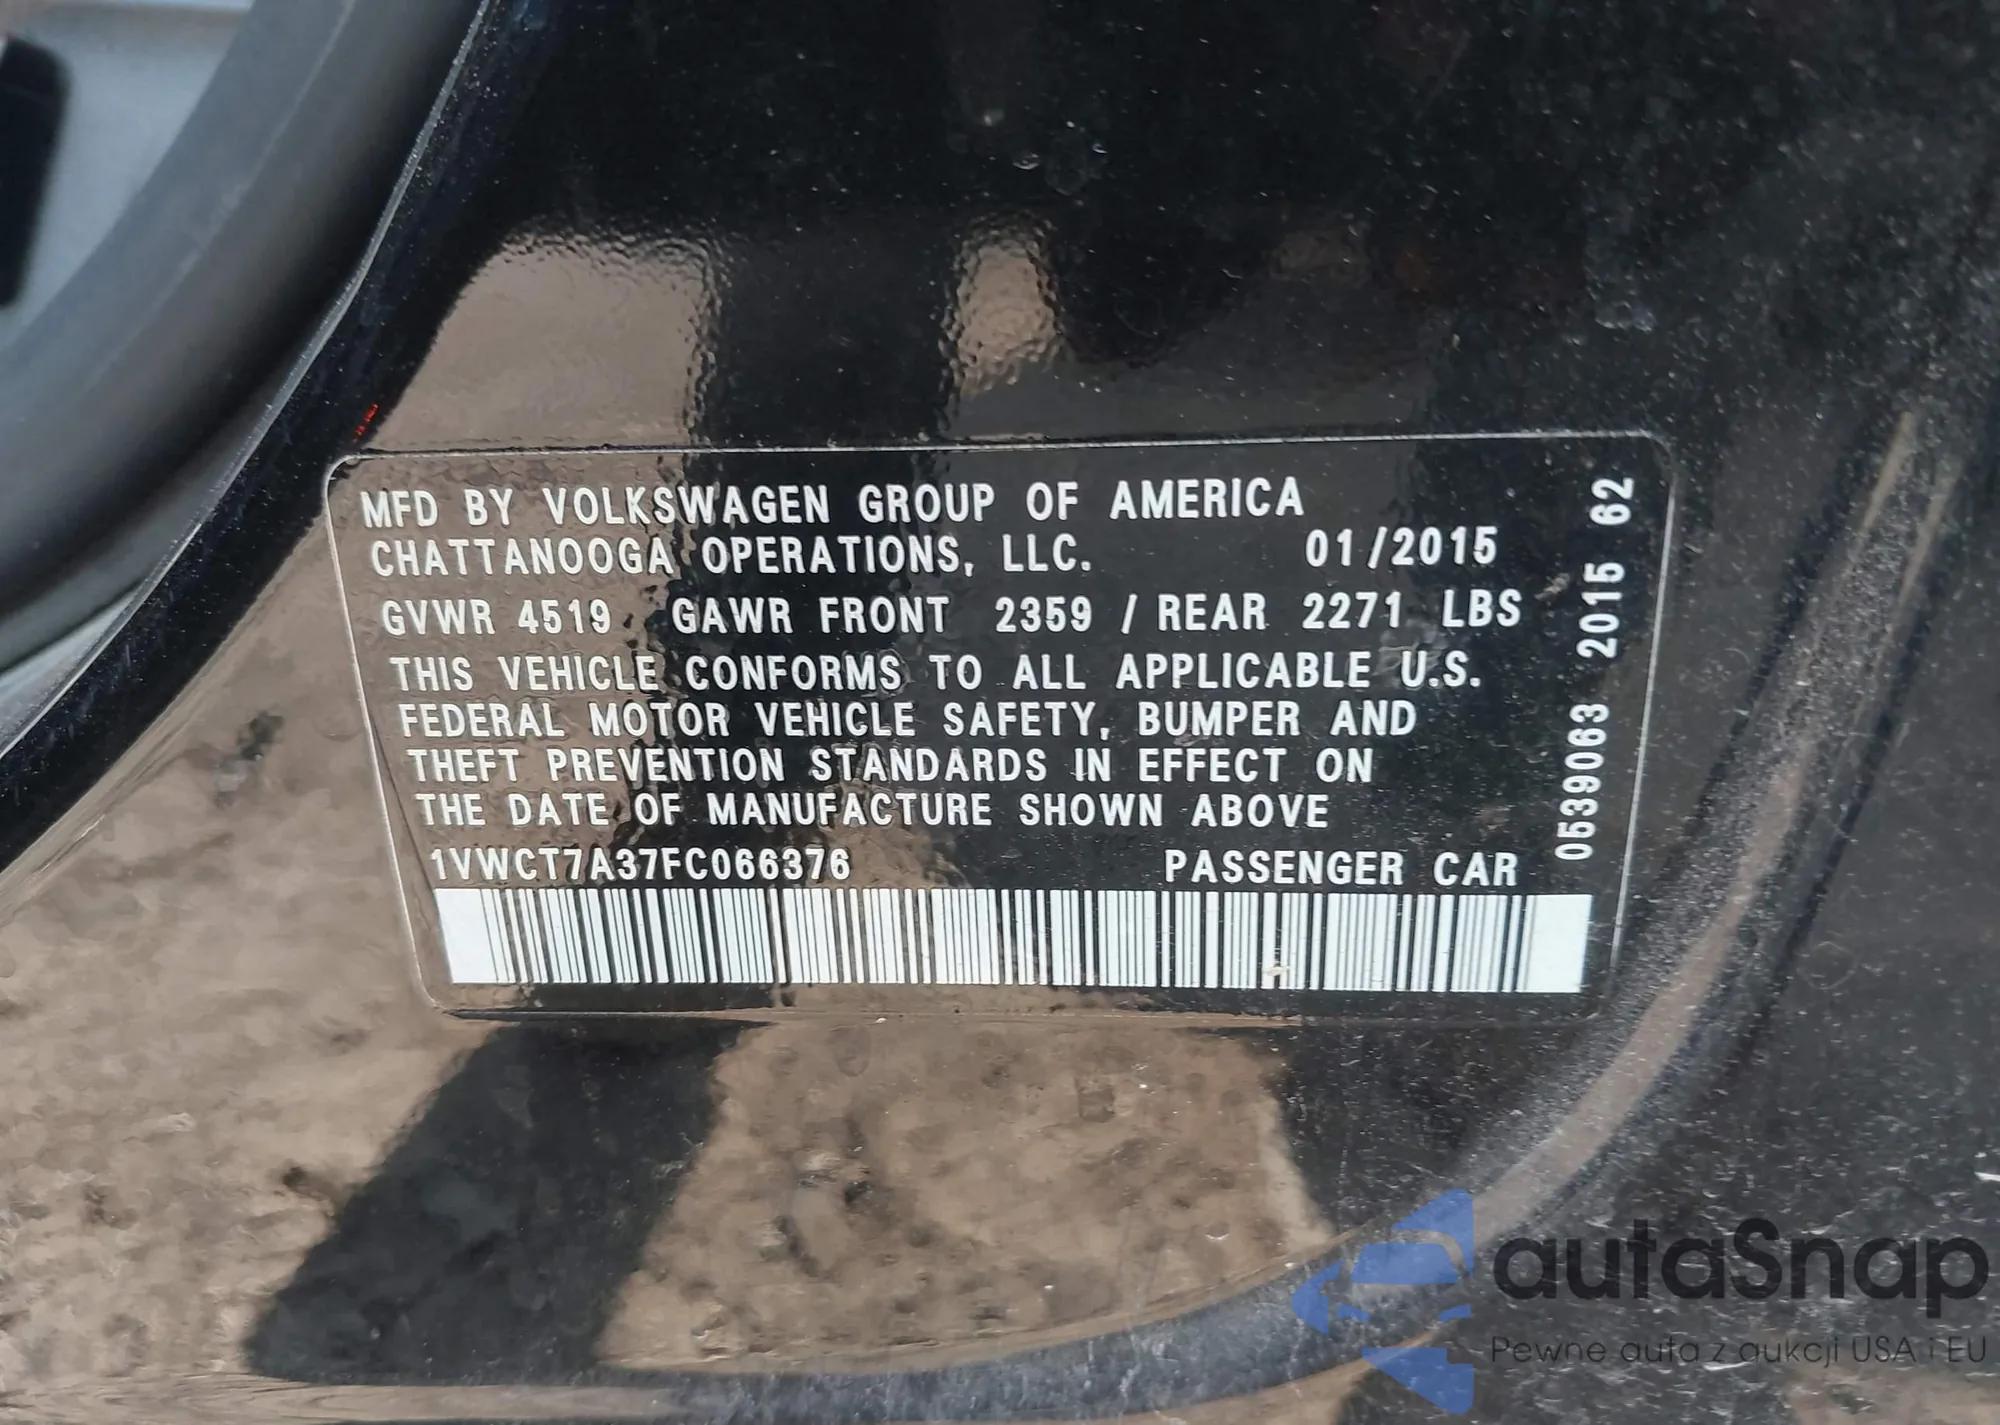 MFD BY VOLKSWAGEN GROUP OF AMERICA
CHATTANOOGA OPERATIONS, LLC. 01/2015
GVWR 4519 GAWR FRONT 2359 / REAR 2271 LBS
THIS VEHICLE CONFORMS TO ALL APPLICABLE U.S.
FEDERAL MOTOR VEHICLE SAFETY, BUMPER AND
THEFT PREVENTION STANDARDS IN EFFECT ON
THE DATE OF MANUFACTURE SHOWN ABOVE
1VWCT7A37FC066376 PASSENGER CAR
0539063 2015 62
autaSnap
Pewne auta z aukcji USA i EU